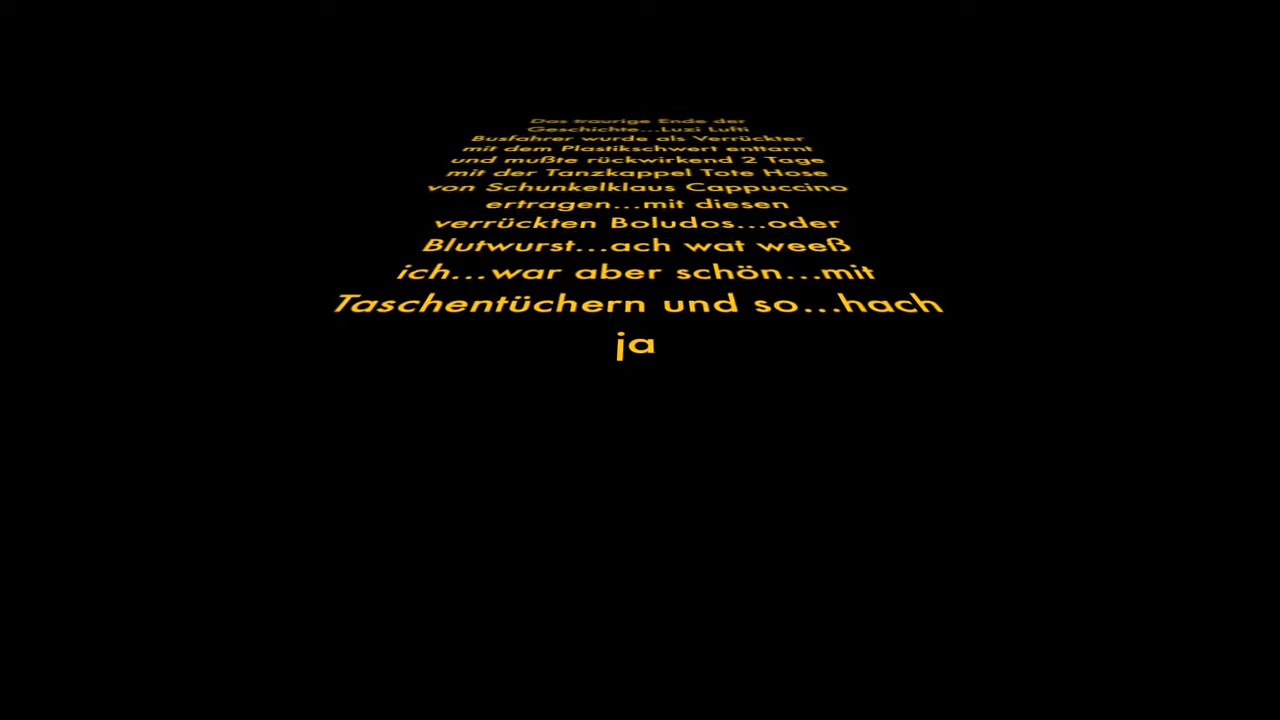 Das traurige Ende der
Geschichte...Luzi Lufti
Busfahrer wurde als Verrückter
mit dem Plastikschwert enttarnt
und mußte rückwirkend 2 Tage
mit der Tanzkappel Tote Hose
von Schunkelklaus Cappuccino
ertragen...mit diesen
verrückten Boludos...oder
Blutwurst...ach wat weeß
ich...war aber schön...mit
Taschentüchern und so...hach
ja